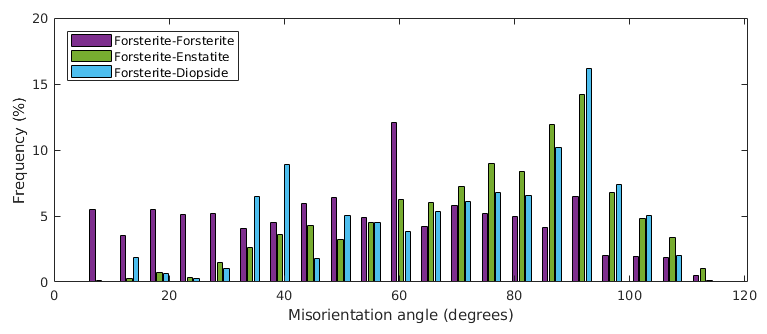 20
15
10
5
0
Frequency (%)
Forsterite-Forsterite
Forsterite-Enstatite
Forsterite-Diopside
0 20 40 60 80 100 120
Misorientation angle (degrees)